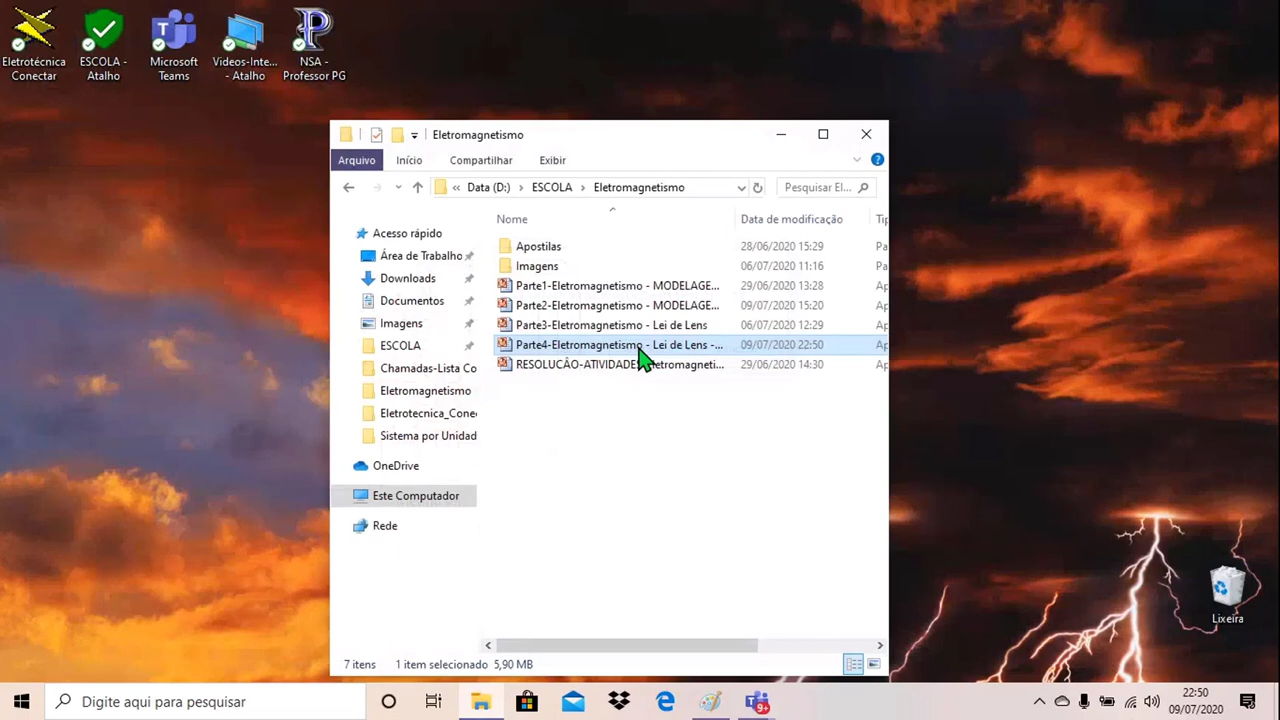 Eletrotécnica
Conectar
ESCOLA -
Atalho
Microsoft
Teams
Videos-Inte...
- Atalho
NSA -
Professor PG
Eletromagnetismo
Arquivo Início Compartilhar Exibir
« Data (D:) › ESCOLA › Eletromagnetismo Pesquisar El...
Nome Data de modificação Tip
Acesso rápido
Área de Trabalho
Downloads
Documentos
Imagens
ESCOLA
Chamadas-Lista Co
Eletromagnetismo
Eletrotecnica_Cone
Sistema por Unidad
OneDrive
Este Computador
Rede
Apostilas 28/06/2020 15:29 Pa
Imagens 06/07/2020 11:16 Pa
Parte1-Eletromagnetismo - MODELAGE... 29/06/2020 13:28 Ap
Parte2-Eletromagnetismo - MODELAGE... 09/07/2020 15:20 Ap
Parte3-Eletromagnetismo - Lei de Lens 06/07/2020 12:29 Ap
Parte4-Eletromagnetismo - Lei de Lens -... 09/07/2020 22:50 Ap
RESOLUCÂO-ATIVIDADE 29/06/2020 14:30 Ap
7 itens 1 item selecionado 5,90 MB
Lixeira
Digite aqui para pesquisar
9+
22:50
09/07/2020